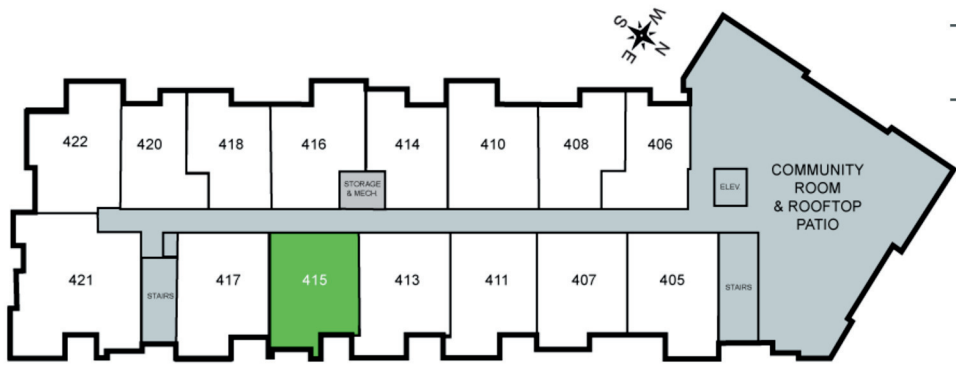 W
S
N
E
422
420
418
416
414
410
408
406
STORAGE
& MECH.
ELEV.
COMMUNITY
ROOM
& ROOFTOP
PATIO
421
STAIRS
417
415
413
411
407
405
STAIRS